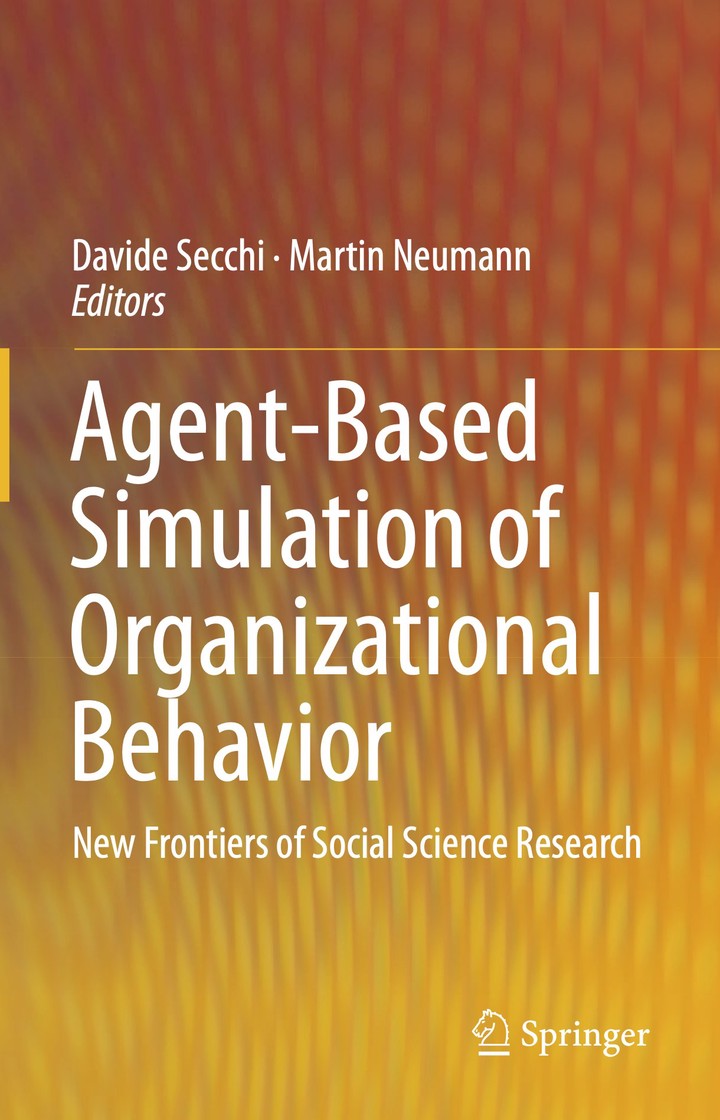 Davide Secchi · Martin Neumann
Editors
Agent-Based
Simulation of
Organizational
Behavior
New Frontiers of Social Science Research
Springer